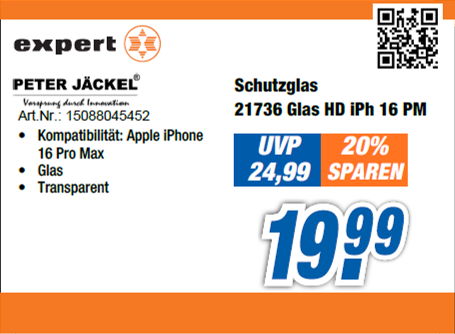 expert
PETER JÄCKEL®
Vorsprung durch Innovation
Art.Nr.: 15088045452
• Kompatibilität: Apple iPhone
16 Pro Max
• Glas
• Transparent
Schutzglas
21736 Glas HD iPh 16 PM
UVP
24,99
20%
SPAREN
19.99